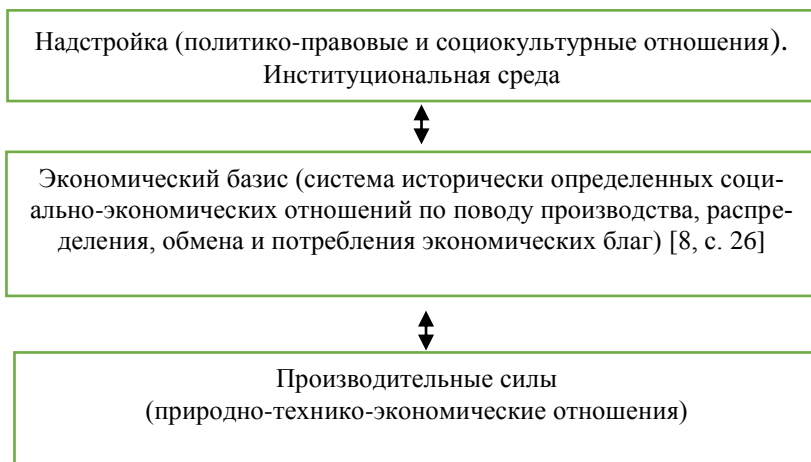 Надстройка (политико-правовые и социокультурные отношения).
Институциональная среда
Экономический базис (система исторически определенных соци-
ально-экономических отношений по поводу производства, распре-
деления, обмена и потребления экономических благ) [8, с. 26]
Производительные силы
(природно-технико-экономические отношения)